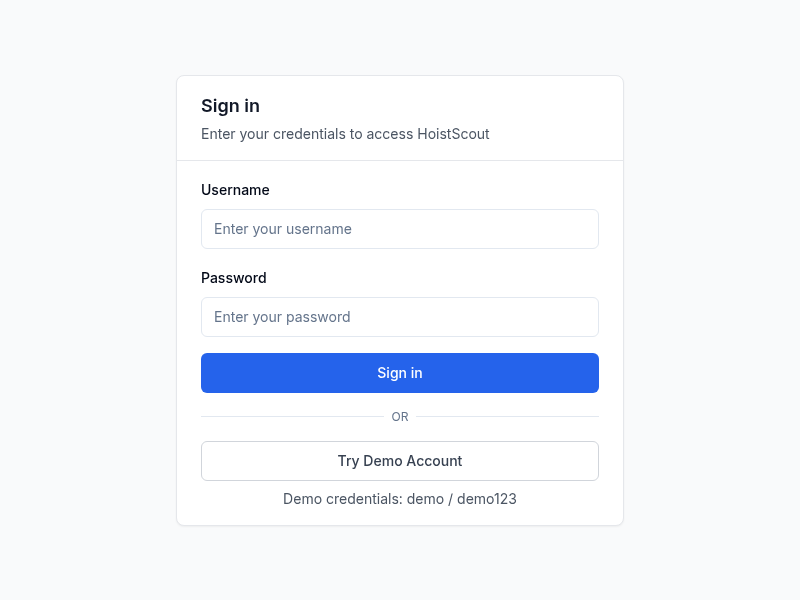 Sign in
Enter your credentials to access HoistScout
Username
Enter your username
Password
Enter your password
Sign in
OR
Try Demo Account
Demo credentials: demo / demo123